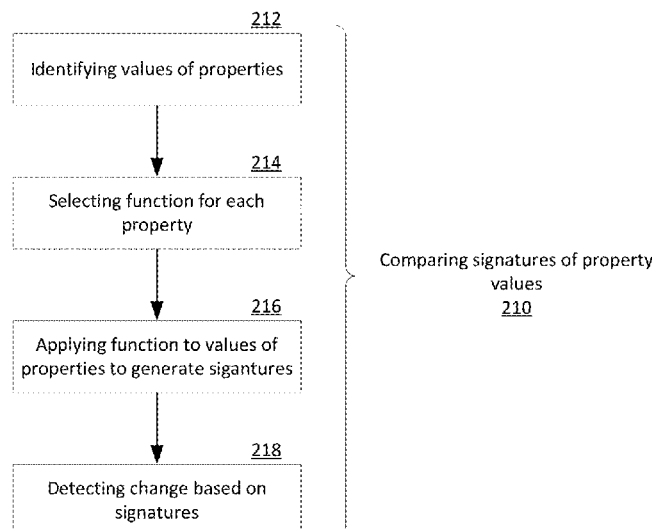 212
Identifying values of properties
214
Selecting function for each
property
Comparing signatures of property
values
210
216
Applying function to values of
properties to generate sigantures
218
Detecting change based on
signatures